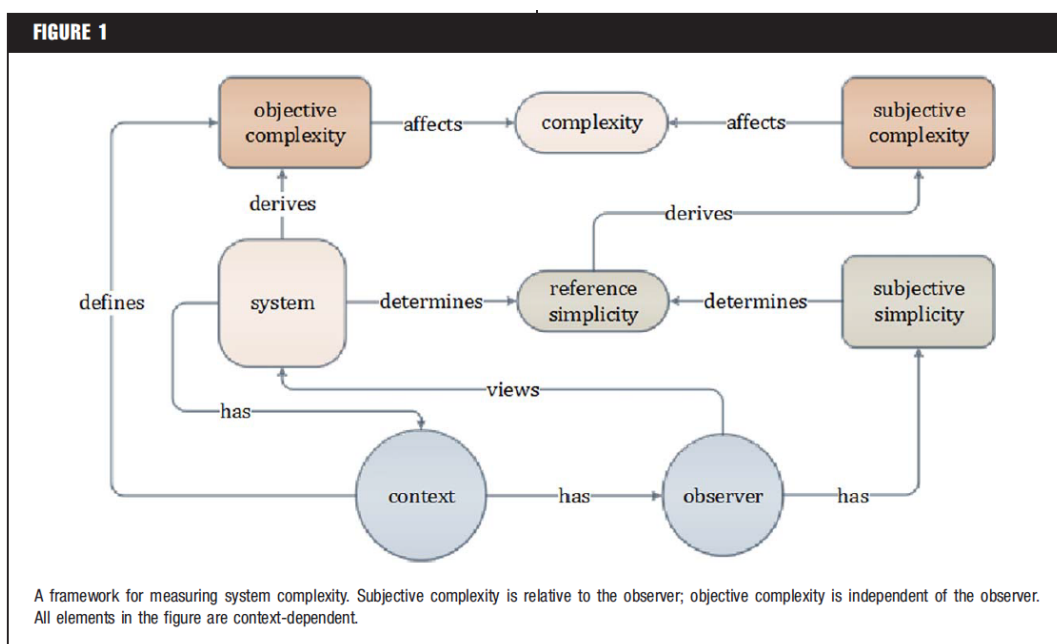 FIGURE 1
objective
complexity
affects
complexity
affects
subjective
complexity
derives
derives
defines
system
determines
reference
simplicity
determines
subjective
simplicity
views
has
context
has
observer
has
A framework for measuring system complexity. Subjective complexity is relative to the observer; objective complexity is independent of the observer.
All elements in the figure are context-dependent.